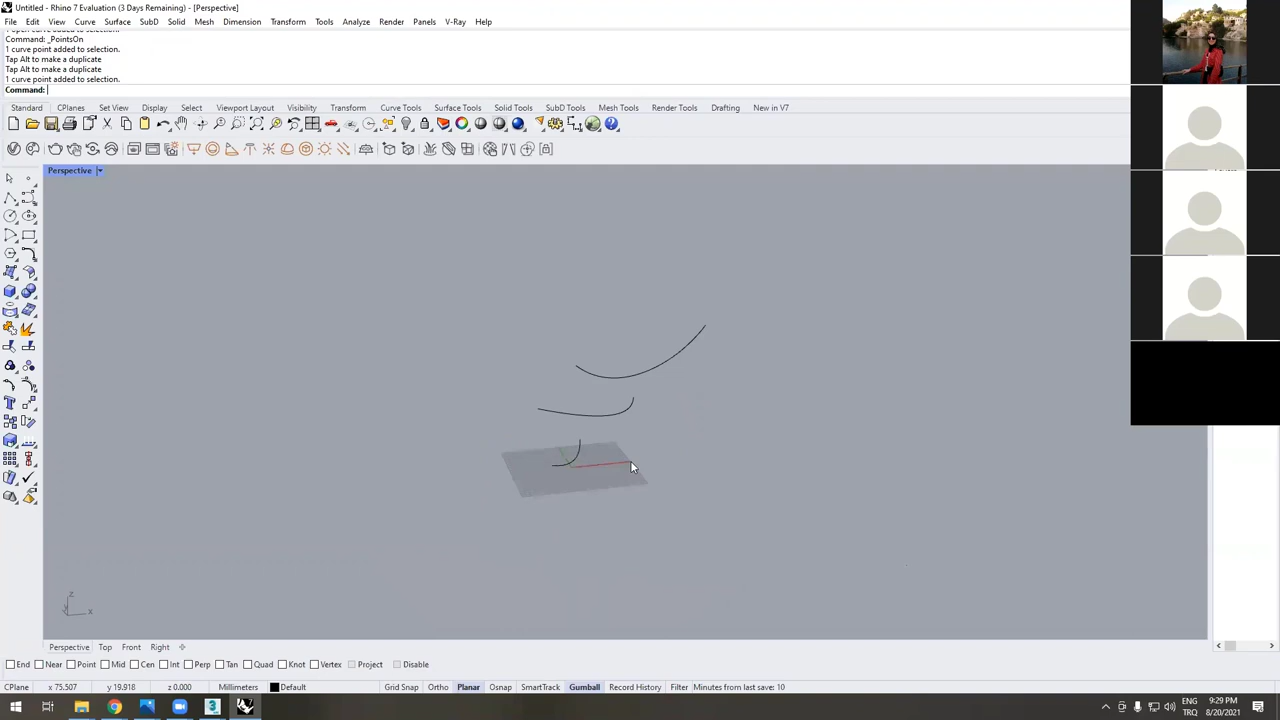 Untitled - Rhino 7 Evaluation (3 Days Remaining) - [Perspective]
File Edit View Curve Surface SubD Solid Mesh Dimension Transform Tools Analyze Render Panels V-Ray Help
Command: _PointsOn
1 curve point added to selection.
Tap Alt to make a duplicate
Tap Alt to make a duplicate
1 curve point added to selection.
Command:
Standard CPlanes Set View Display Select Viewport Layout Visibility Transform Curve Tools Surface Tools Solid Tools SubD Tools Mesh Tools Render Tools Drafting New in V7
Perspective
z
y x
Perspective Top Front Right
End Near Point Mid Cen Int Perp Tan Quad Knot Vertex Project Disable
CPlane x 75.507 y 19.918 z 0.000 Millimeters Default Grid Snap Ortho Planar Osnap SmartTrack Gumball Record History Filter Minutes from last save: 10
ENG 9:29 PM
TRQ 8/20/2021